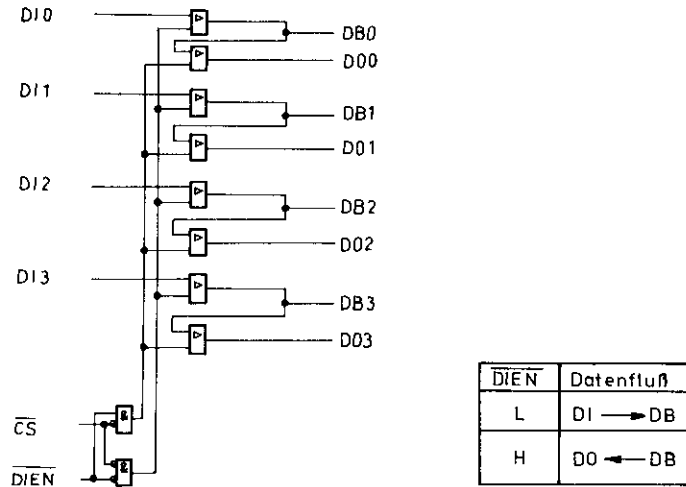 DI0
DB0
DO0
DI1
DB1
DO1
DI2
DB2
DO2
DI3
DB3
DO3
CS
DIEN
&
&
DIEN Datenfluß
L DI → DB
H DO ← DB